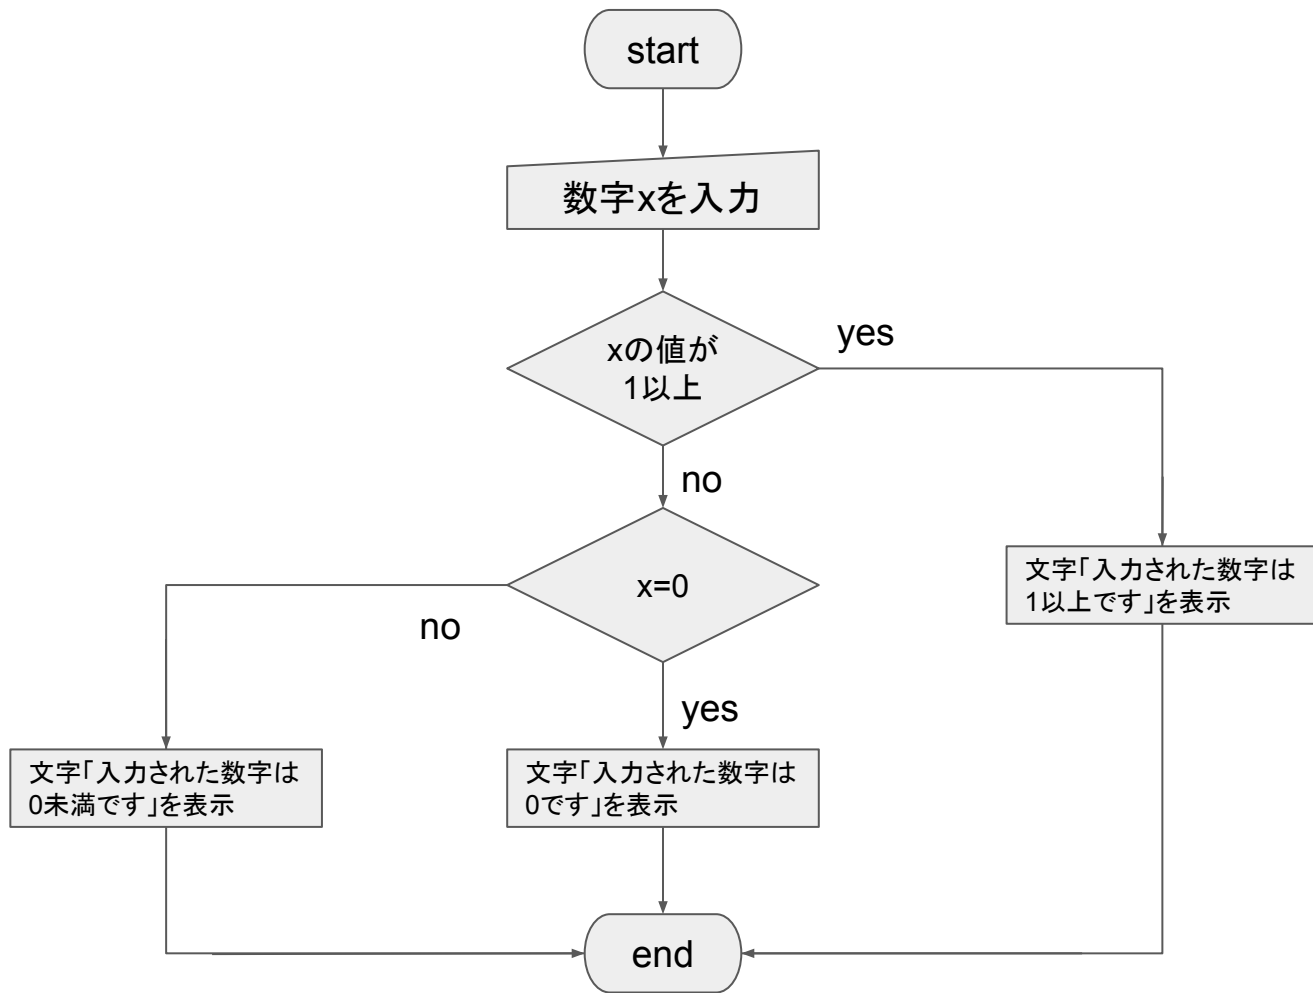 start
数字xを入力
xの値が
1以上
yes
no
x=0
no
yes
文字「入力された数字は
1以上です」を表示
文字「入力された数字は
0未満です」を表示
文字「入力された数字は
0です」を表示
end